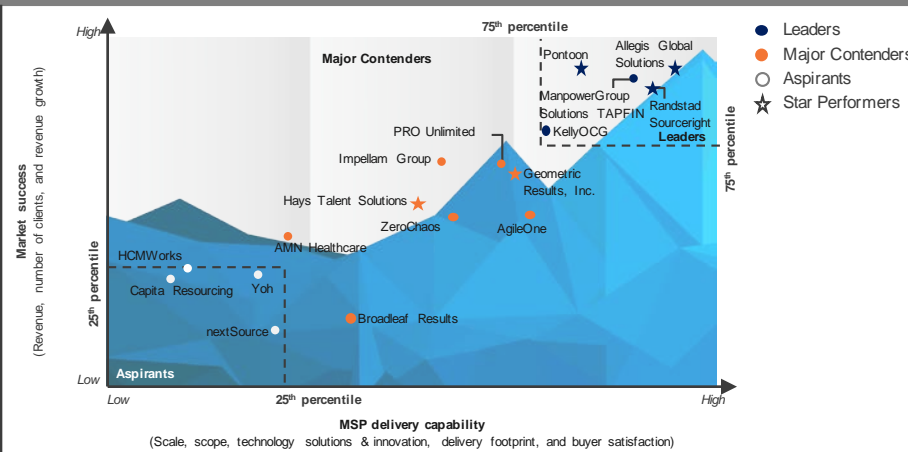 75th percentile
High
Leaders
Major Contenders
Aspirants
Star Performers
Major Contenders
Pontoon
Allegis Global
Solutions
ManpowerGroup
Solutions TAPFIN
Randstad
Sourceright
KellyOCG
Leaders
75th percentile
PRO Unlimited
Impellam Group
Geometric
Results, Inc.
Hays Talent Solutions
ZeroChaos
AgileOne
AMN Healthcare
HCMWorks
Capita Resourcing
Yoh
nextSource
Broadleaf Results
Aspirants
Market success
(Revenue, number of clients, and revenue growth)
25th percentile
Low
Low
25th percentile
High
MSP delivery capability
(Scale, scope, technology solutions & innovation, delivery footprint, and buyer satisfaction)